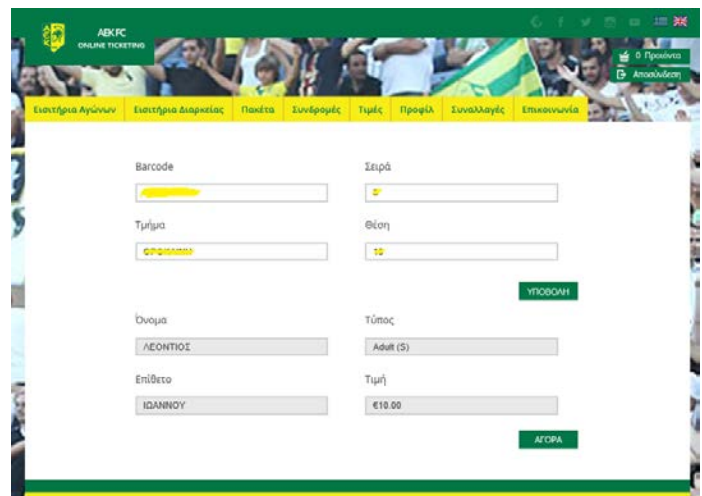 AEK FC
ONLINE TICKETING
0 Προϊόντα
Αποσύνδεση
Εισιτήρια Αγώνων Εισιτήρια Διαρκείας Πακέτα Συνδρομές Τιμές Προφίλ Συναλλαγές Επικοινωνία
Barcode Σειρά
Τμήμα Θέση
ΥΠΟΒΟΛΗ
Όνομα Τύπος
ΛΕΟΝΤΙΟΣ Adult (S)
Επίθετο Τιμή
ΙΩΑΝΝΟΥ €10.00
ΑΓΟΡΑ